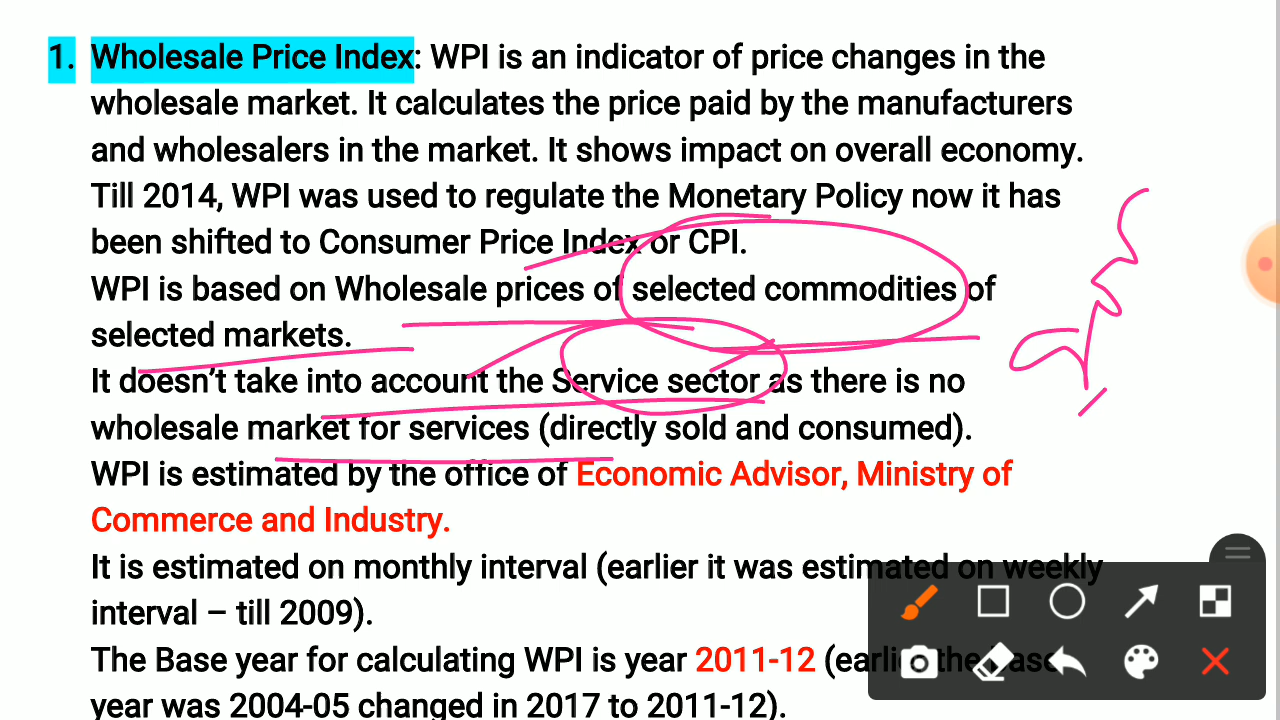 1. Wholesale Price Index: WPI is an indicator of price changes in the
wholesale market. It calculates the price paid by the manufacturers
and wholesalers in the market. It shows impact on overall economy.
Till 2014, WPI was used to regulate the Monetary Policy now it has
been shifted to Consumer Price Index or CPI.
WPI is based on Wholesale prices of selected commodities of
selected markets.
It doesn’t take into account the Service sector as there is no
wholesale market for services (directly sold and consumed).
WPI is estimated by the office of Economic Advisor, Ministry of
Commerce and Industry.
It is estimated on monthly interval (earlier it was estimated on weekly
interval – till 2009).
The Base year for calculating WPI is year 2011-12 the
year was 2004-05 changed in 2017 to 2011-12).